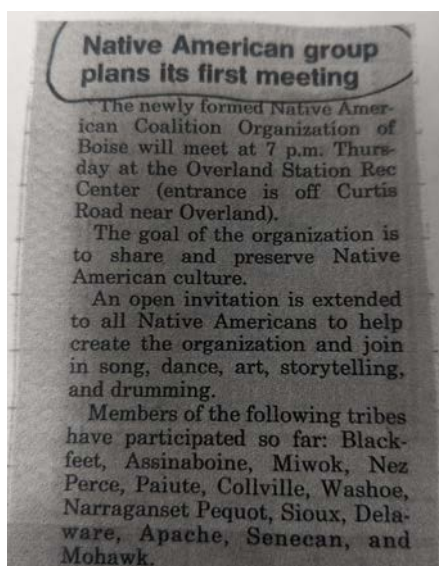 Native American group
plans its first meeting
The newly formed Native Amer-
ican Coalition Organization of
Boise will meet at 7 p.m. Thurs-
day at the Overland Station Rec
Center (entrance is off Curtis
Road near Overland).
The goal of the organization is
to share and preserve Native
American culture.
An open invitation is extended
to all Native Americans to help
create the organization and join
in song, dance, art, storytelling,
and drumming.
Members of the following tribes
have participated so far: Black-
feet, Assinaboine, Miwok, Nez
Perce, Paiute, Collville, Washoe,
Narraganset Pequot, Sioux, Dela-
ware, Apache, Senecan, and
Mohawk.